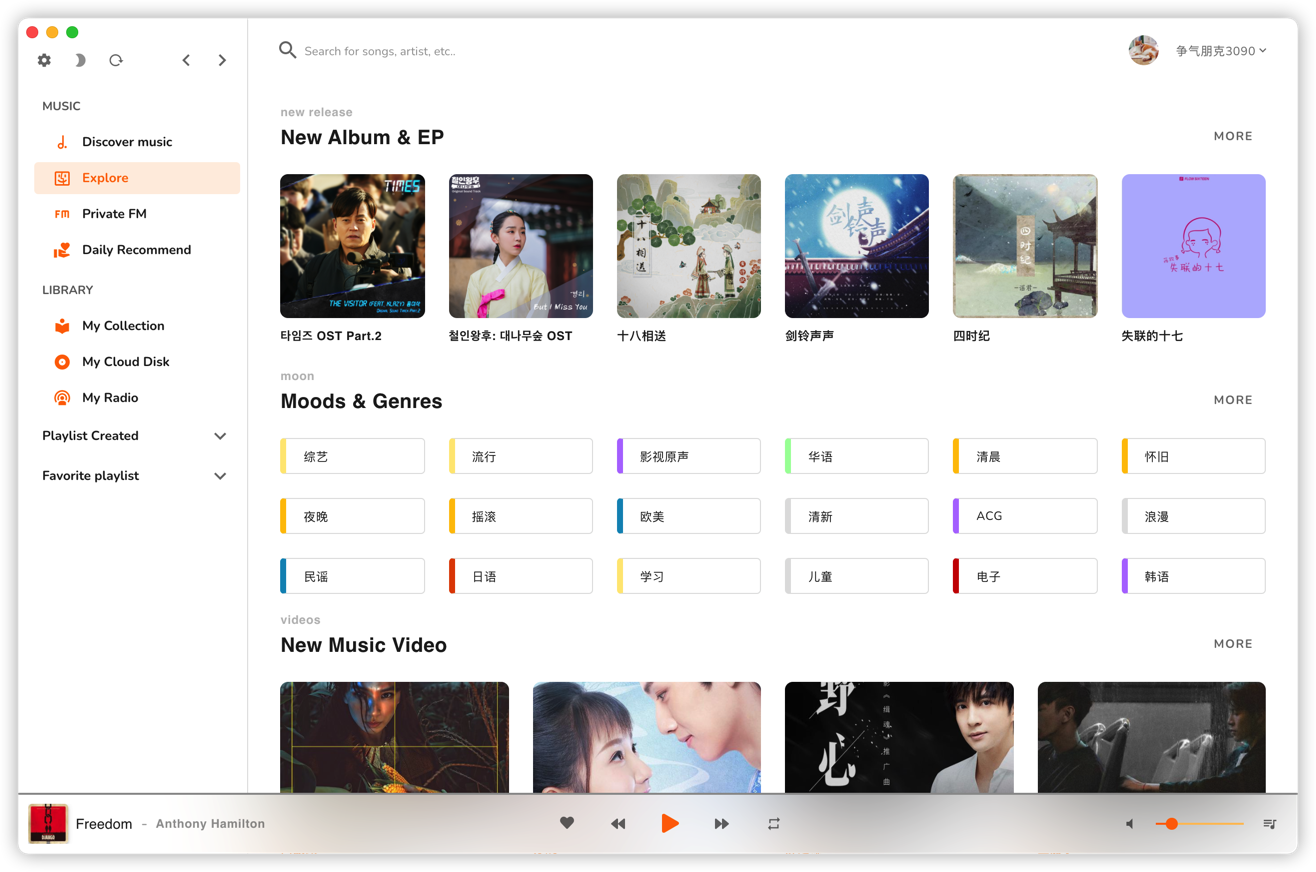 Search for songs, artist, etc..
争气朋克3090
MUSIC
Discover music
Explore
FM
Private FM
Daily Recommend
LIBRARY
My Collection
My Cloud Disk
My Radio
Playlist Created
Favorite playlist
new release
New Album & EP
MORE
TIMES
THE VISITOR (FEAT. KLAZY)
철인왕후
Original Sound Track
But I Miss You
十八相送
剑铃声声
四时纪
失联的十七
타임즈 OST Part.2
철인왕후: 대나무숲 OST
十八相送
剑铃声声
四时纪
失联的十七
moon
Moods & Genres
MORE
综艺
流行
影视原声
华语
清晨
怀旧
夜晚
摇滚
欧美
清新
ACG
浪漫
民谣
日语
学习
儿童
电子
韩语
videos
New Music Video
MORE
野心
推广曲
Freedom - Anthony Hamilton